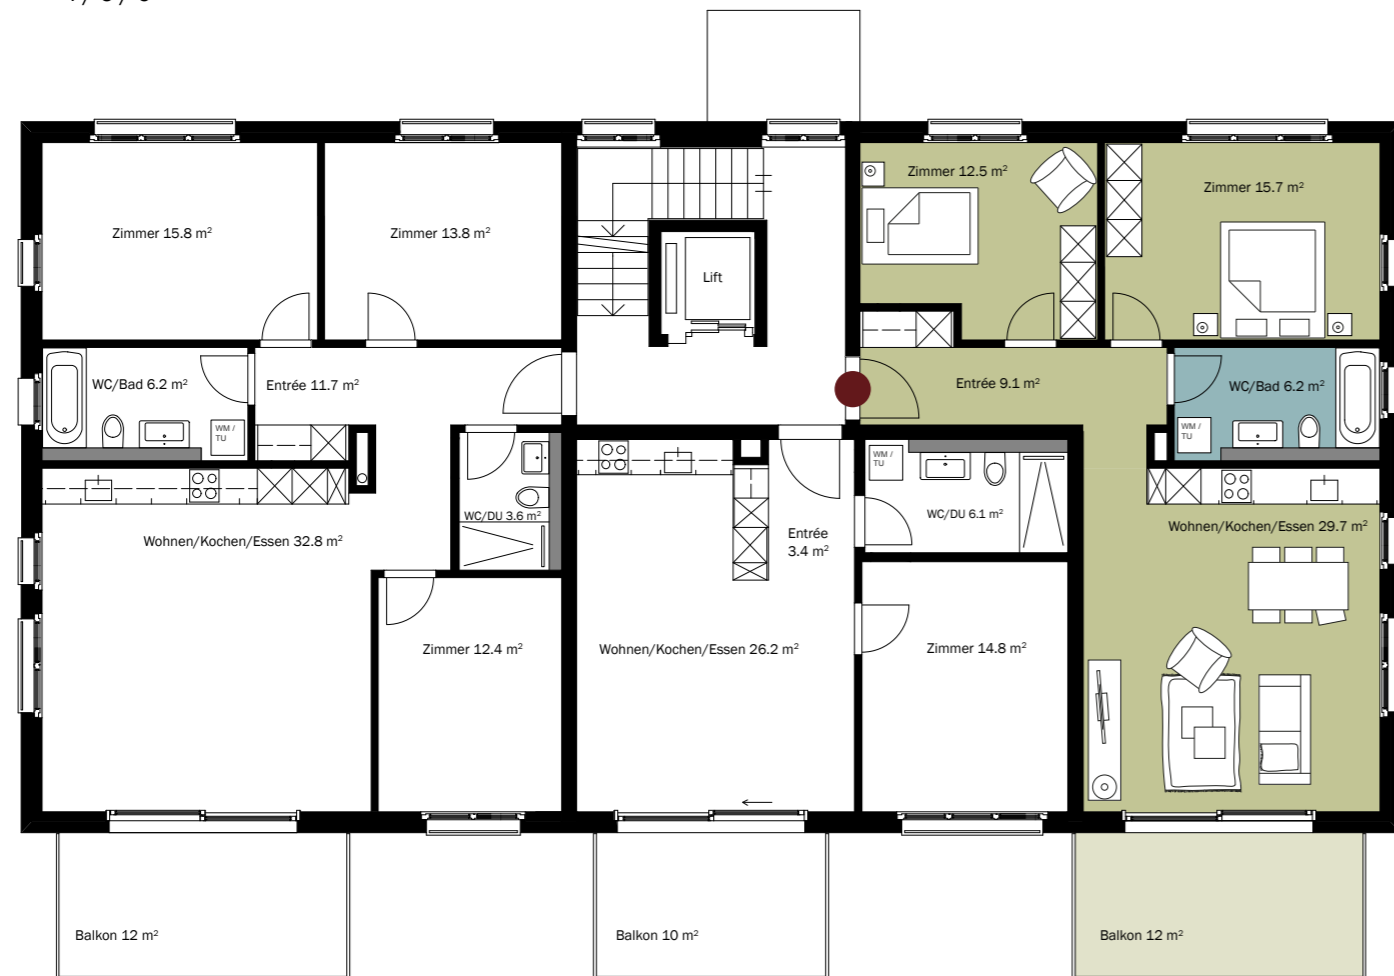 Zimmer 12.5 m²
Zimmer 15.7 m²
Zimmer 15.8 m²
Zimmer 13.8 m²
Lift
WC/Bad 6.2 m²
Entrée 11.7 m²
Entrée 9.1 m²
WC/Bad 6.2 m²
WM /
TU
WM /
TU
WM /
TU
WC/DU 3.6 m²
WC/DU 6.1 m²
Wohnen/Kochen/Essen 32.8 m²
Entrée
3.4 m²
Wohnen/Kochen/Essen 29.7 m²
Zimmer 12.4 m²
Wohnen/Kochen/Essen 26.2 m²
Zimmer 14.8 m²
Balkon 12 m²
Balkon 10 m²
Balkon 12 m²